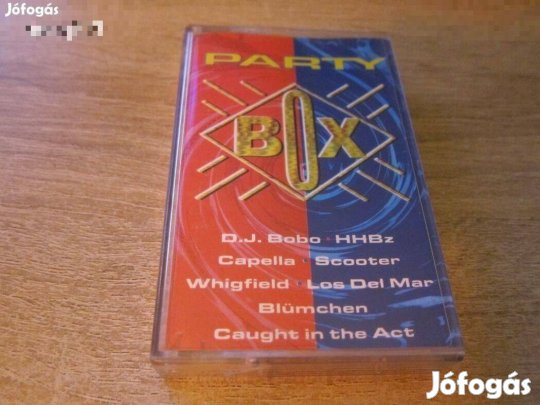 Jófogás
PARTY
BOX
D.J. Bobo · HHBz
Capella · Scooter
Whigfield · Los Del Mar
Blümchen
Caught in the Act
Jófogás